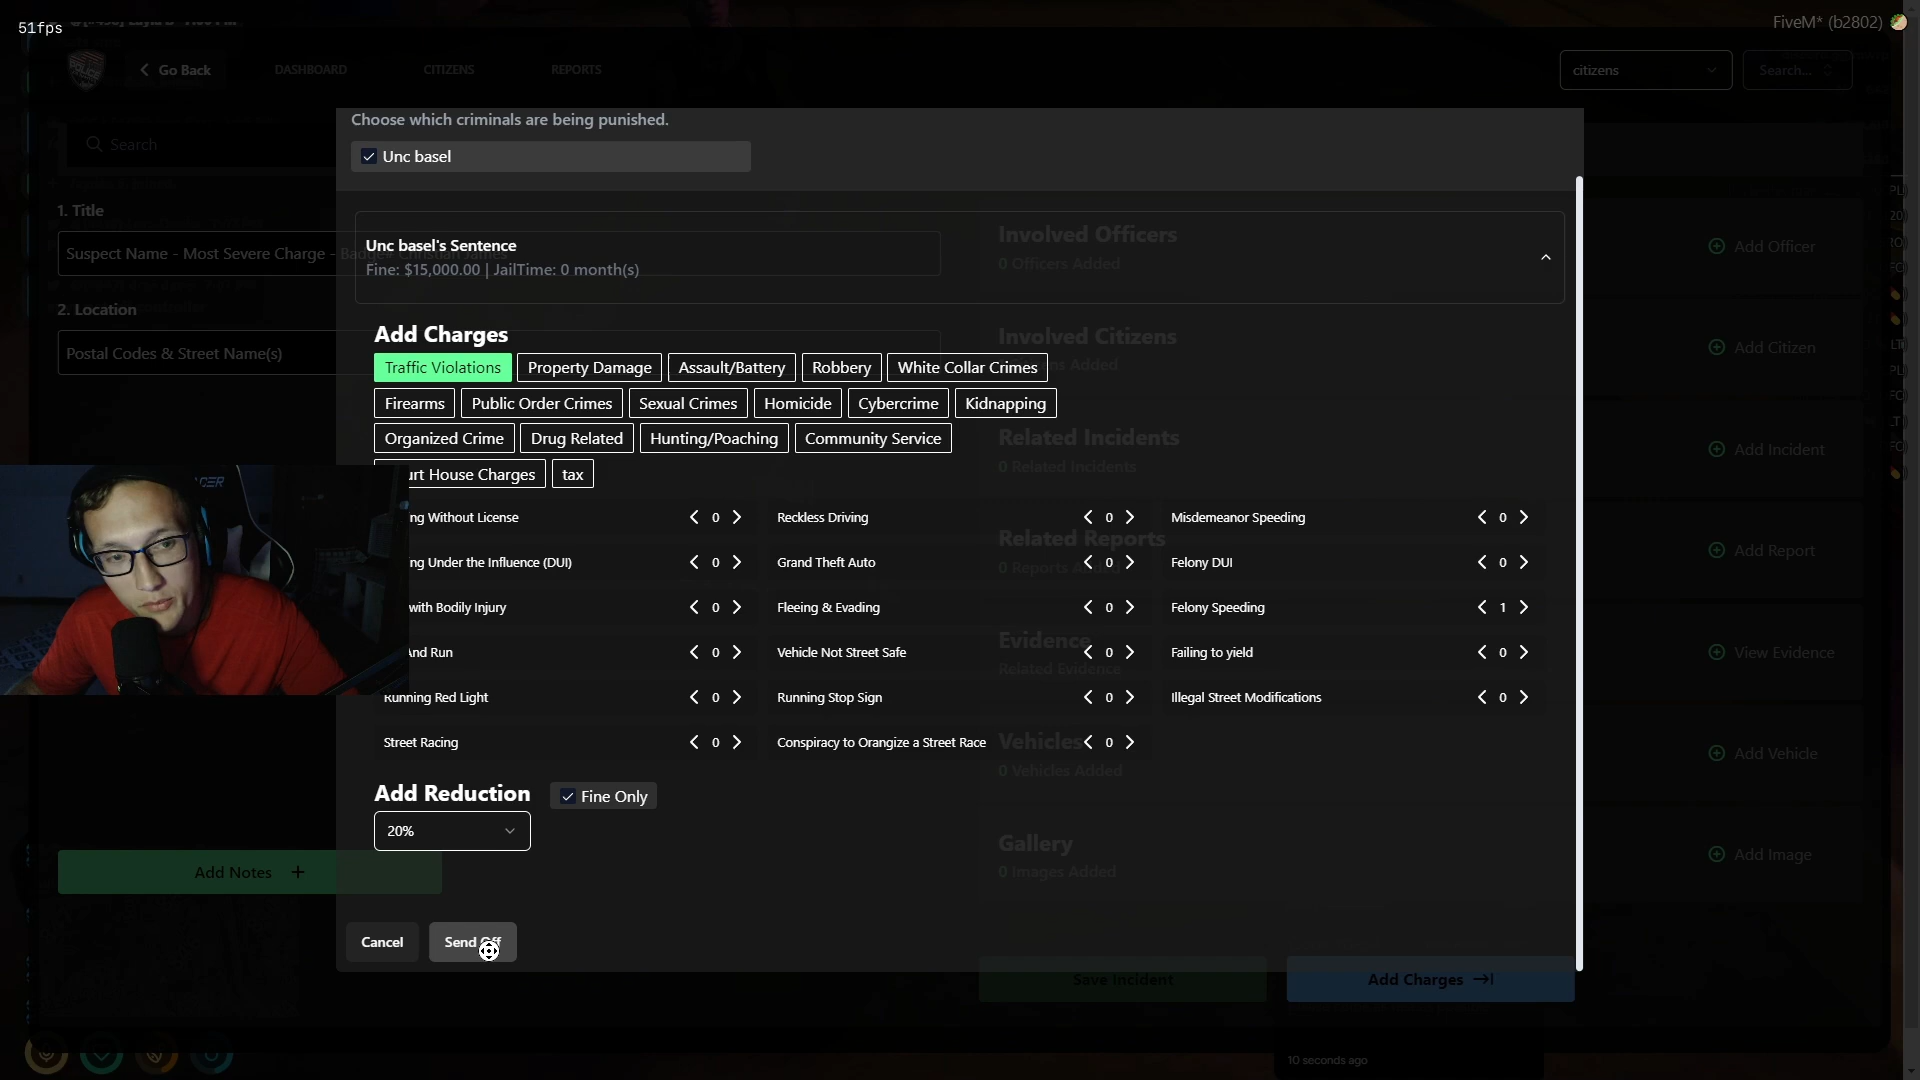 51fps
FiveM* (b2802)
Go Back
DASHBOARD
CITIZENS
REPORTS
citizens
Search...
Choose which criminals are being punished.
Search
Unc basel
1. Title
Suspect Name - Most Severe Charge -
Unc basel's Sentence
Fine: $15,000.00 | JailTime: 0 month(s)
Involved Officers
0 Officers Added
Add Officer
2. Location
Postal Codes & Street Name(s)
Involved Citizens
Add Citizen
Add Charges
Traffic Violations
Property Damage
Assault/Battery
Robbery
White Collar Crimes
Firearms
Public Order Crimes
Sexual Crimes
Homicide
Cybercrime
Kidnapping
Organized Crime
Drug Related
Hunting/Poaching
Community Service
Related Incidents
0 Related Incidents
Add Incident
urt House Charges
tax
ng Without License 0
Reckless Driving 0
Misdemeanor Speeding 0
Related Reports
0 Reports Added
Add Report
ng Under the Influence (DUI) 0
Grand Theft Auto 0
Felony DUI 0
with Bodily Injury 0
Fleeing & Evading 0
Felony Speeding 1
Evidence
Related Evidence
View Evidence
And Run 0
Vehicle Not Street Safe 0
Failing to yield 0
Running Red Light 0
Running Stop Sign 0
Illegal Street Modifications 0
Street Racing 0
Conspiracy to Orangize a Street Race 0
Vehicles
0 Vehicles Added
Add Vehicle
Add Reduction
Fine Only
20%
Gallery
0 Images Added
Add Image
Add Notes +
Cancel
Send Off
Save Incident
Add Charges
10 seconds ago